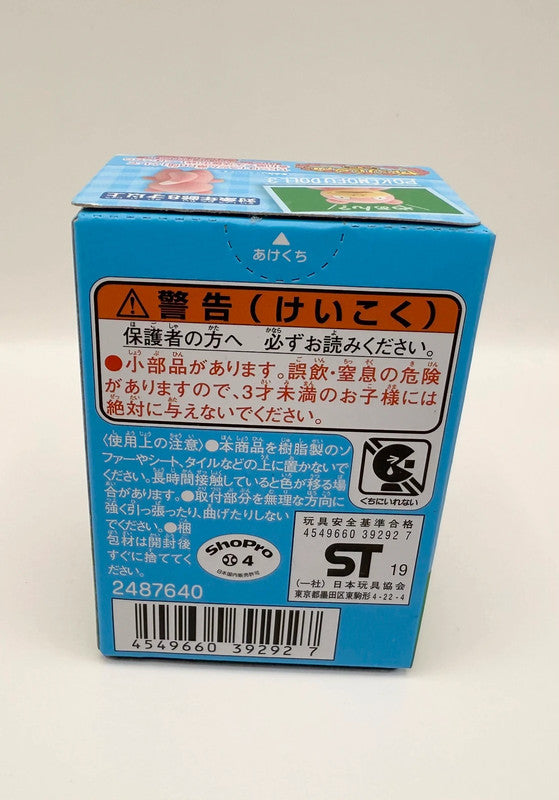 POKÉMOFU DOLL 3
対象年齢8才以上
あけくち
警告(けいこく)
保護者の方へ 必ずお読みください。
●小部品があります。誤飲・窒息の危険
がありますので、3才未満のお子様には
絶対に与えないでください。
〈使用上の注意〉●本商品を樹脂製のソ
ファーやシート、タイルなどの上に置かないで
ください。長時間接触していると色が移る場
合があります。●取付部分を無理な方向に
強く引っ張ったり、曲げたりしない
でください。●梱
包材は開封後
すぐに捨ててく
ださい。
くちにいれない
ShoPro
4
日本国内販売許可
玩具安全基準合格
4549660 39292 7
ST 19
(一社)日本玩具協会
東京都墨田区東駒形4-22-4
2487640
4549660 392927